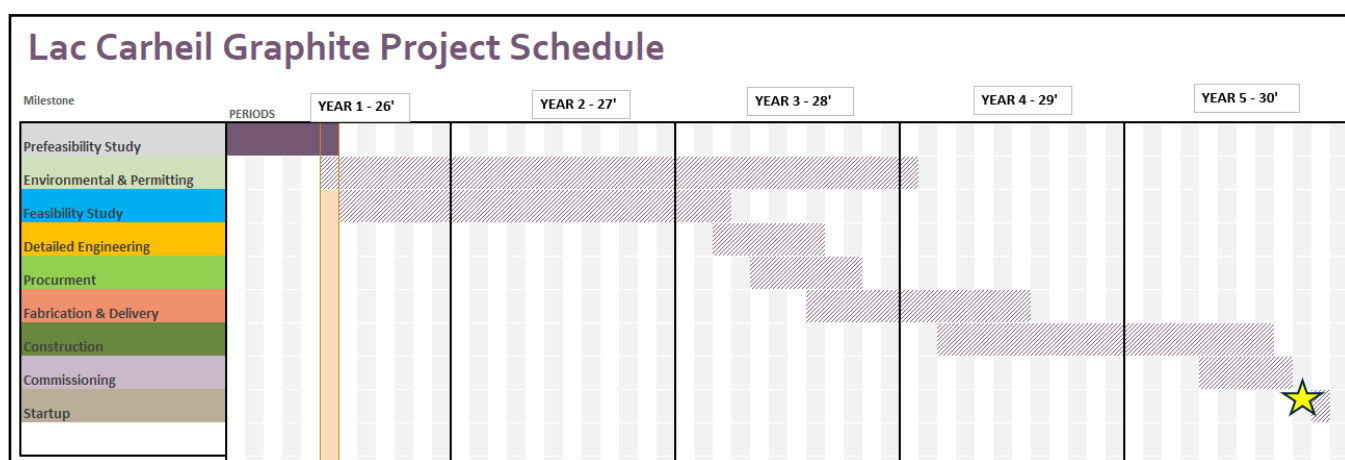 Lac Carheil Graphite Project Schedule
Milestone
PERIODS
YEAR 1 - 26'
YEAR 2 - 27'
YEAR 3 - 28'
YEAR 4 - 29'
YEAR 5 - 30'
Prefeasibility Study
Environmental & Permitting
Feasibility Study
Detailed Engineering
Procurment
Fabrication & Delivery
Construction
Commissioning
Startup